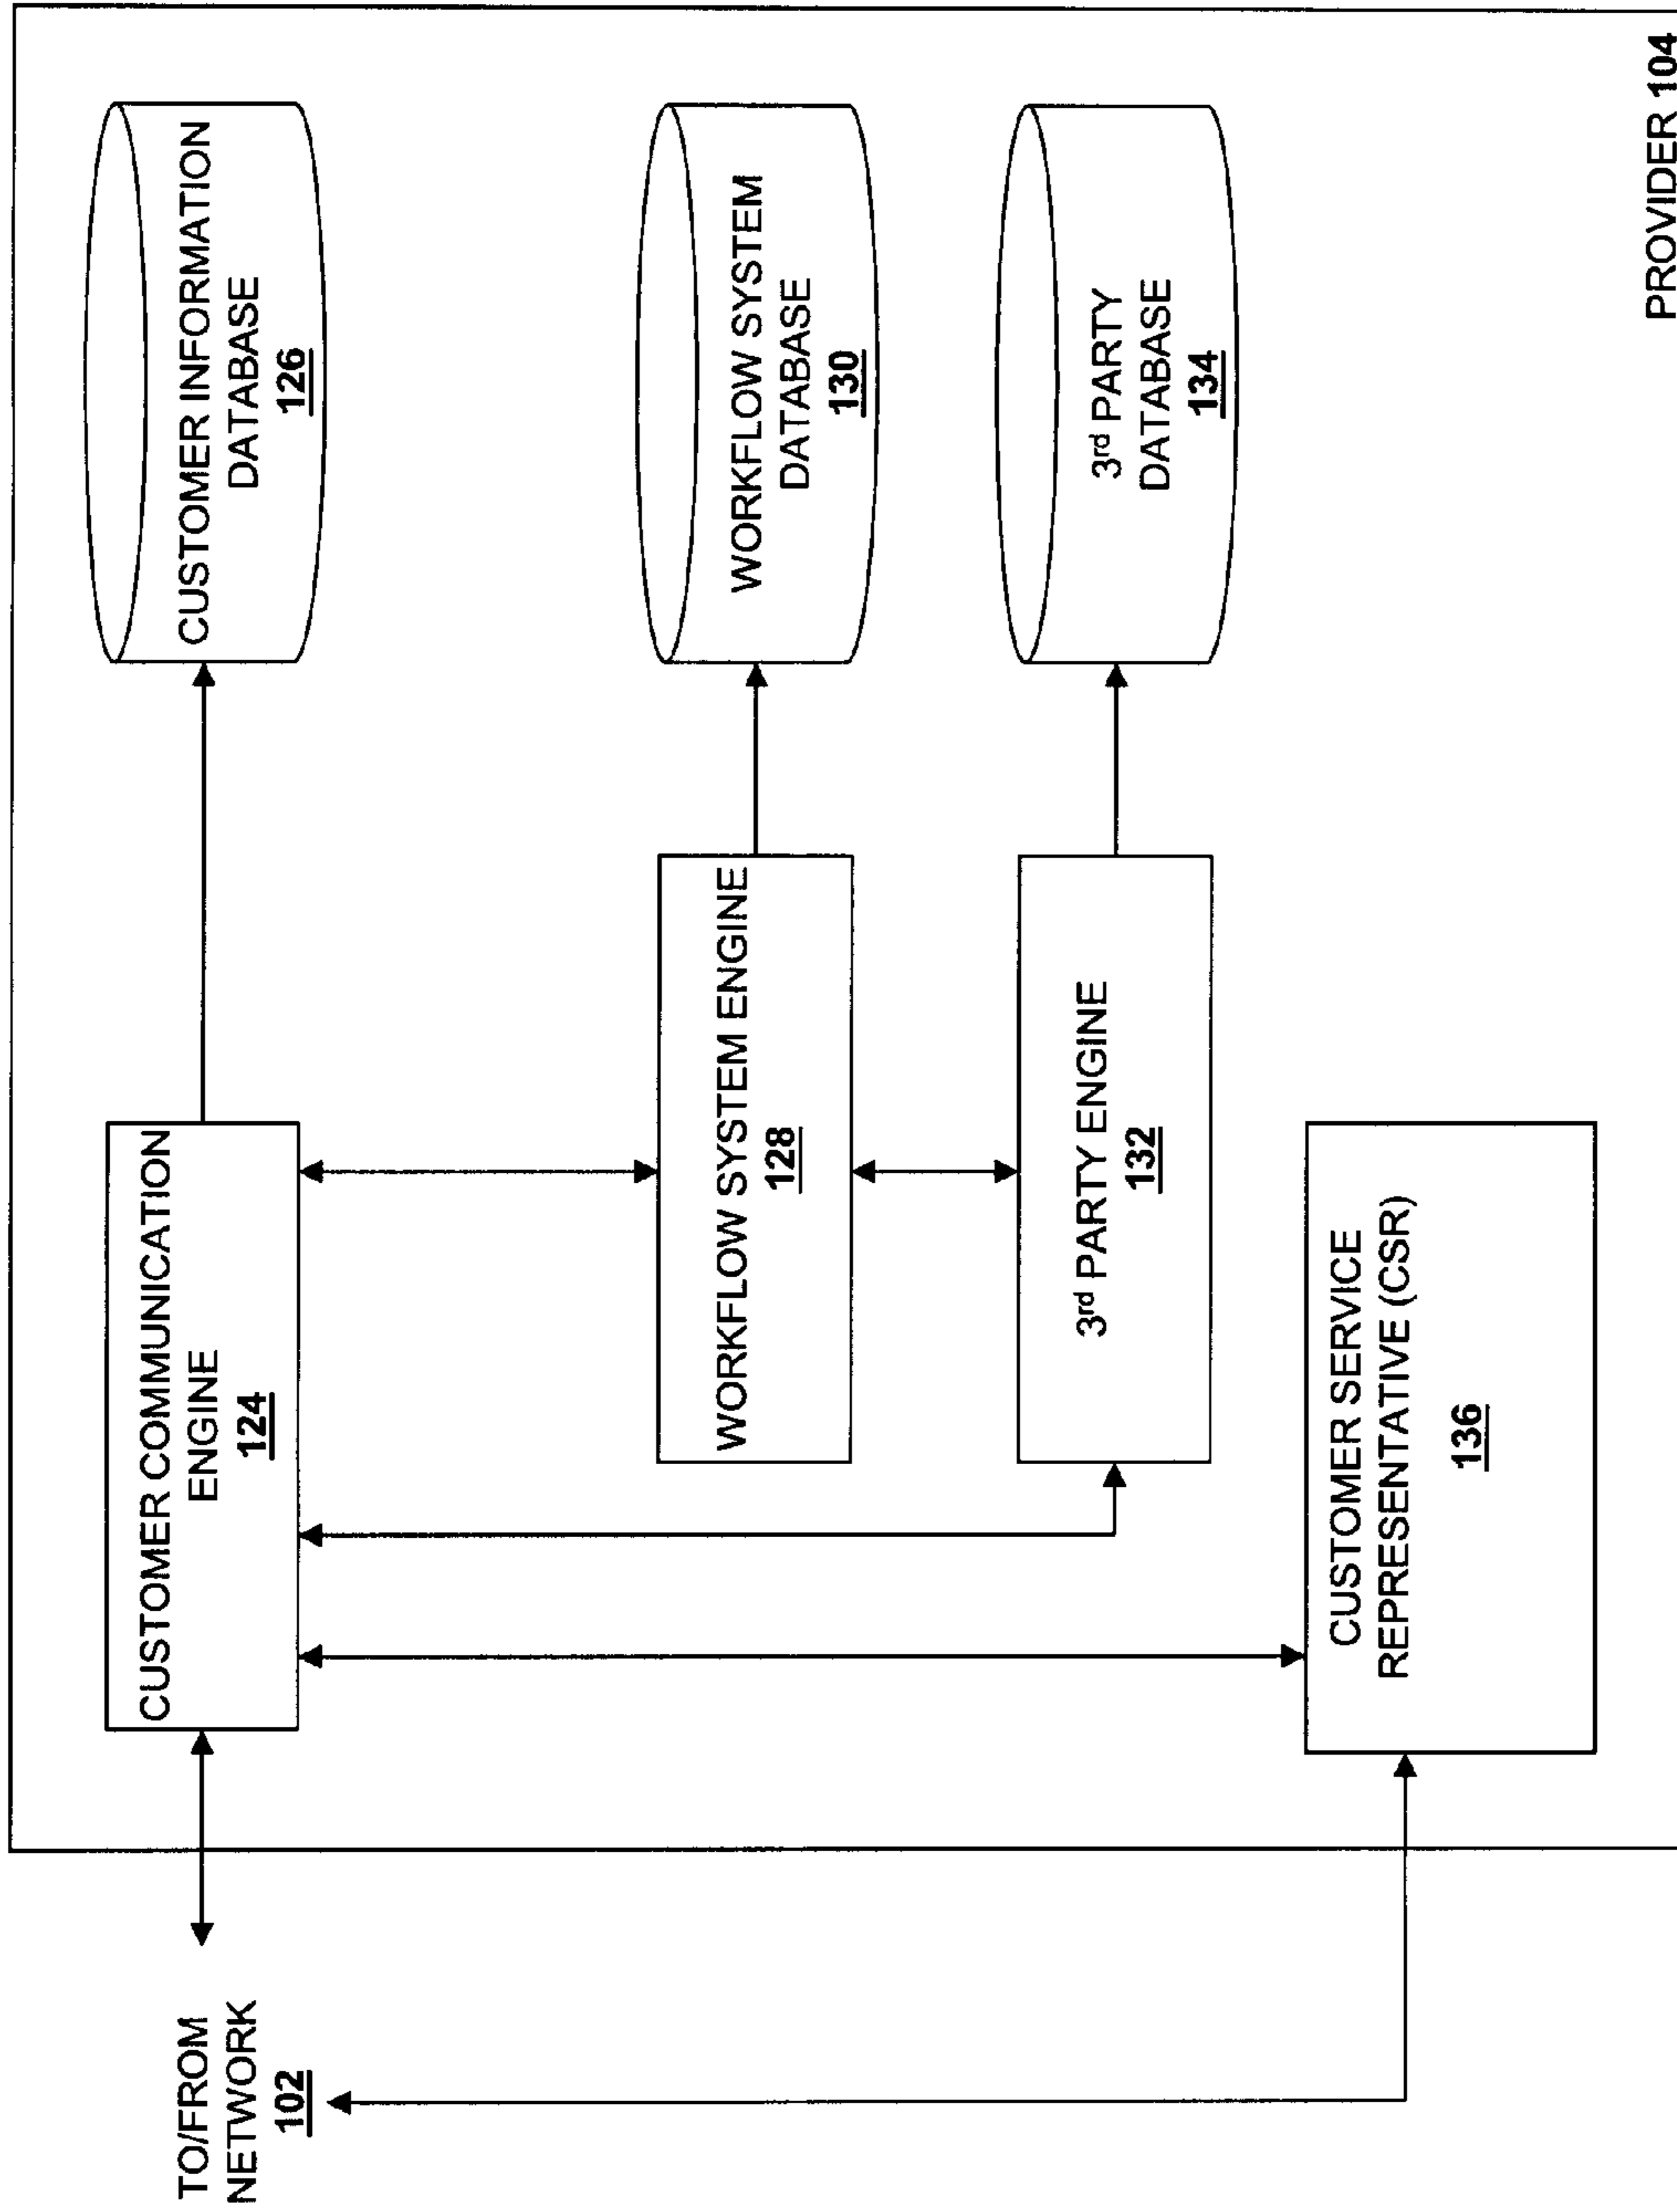 TO/FROM
NETWORK
102
CUSTOMER COMMUNICATION
ENGINE
124
CUSTOMER INFORMATION
DATABASE
126
WORKFLOW SYSTEM ENGINE
128
WORKFLOW SYSTEM
DATABASE
130
3rd PARTY ENGINE
132
3rd PARTY
DATABASE
134
CUSTOMER SERVICE
REPRESENTATIVE (CSR)
136
PROVIDER 104